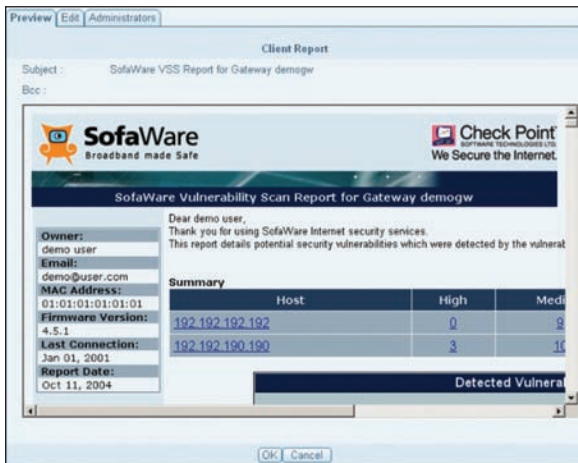 Preview Edit Administrators
Client Report
Subject : SofaWare VSS Report for Gateway demogw
Bcc :
SofaWare
Broadband made Safe
Check Point
SOFTWARE TECHNOLOGIES LTD.
We Secure the Internet.
SofaWare Vulnerability Scan Report for Gateway demogw
Owner:
demo user
Email:
demo@user.com
MAC Address:
01:01:01:01:01:01
Firmware Version:
4.5.1
Last Connection:
Jan 01, 2001
Report Date:
Oct 11, 2004
Dear demo user,
Thank you for using SofaWare Internet security services.
This report details potential security vulnerabilities which were detected by the vulnerab
Summary
Host High Medi
192.192.192.192 0 9
192.192.190.190 3 10
Detected Vulneral
OK Cancel